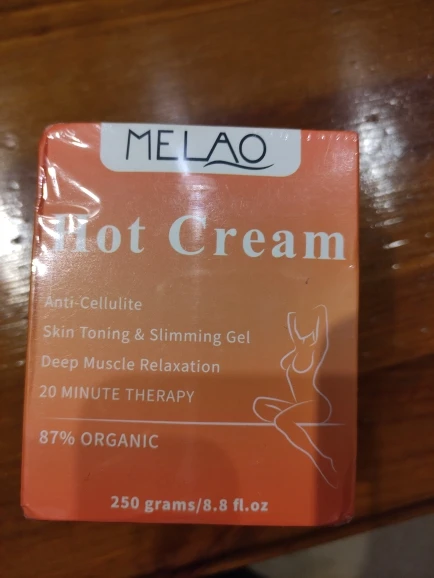 MELAO
Hot Cream
Anti-Cellulite
Skin Toning & Slimming Gel
Deep Muscle Relaxation
20 MINUTE THERAPY
87% ORGANIC
250 grams/8.8 fl.oz